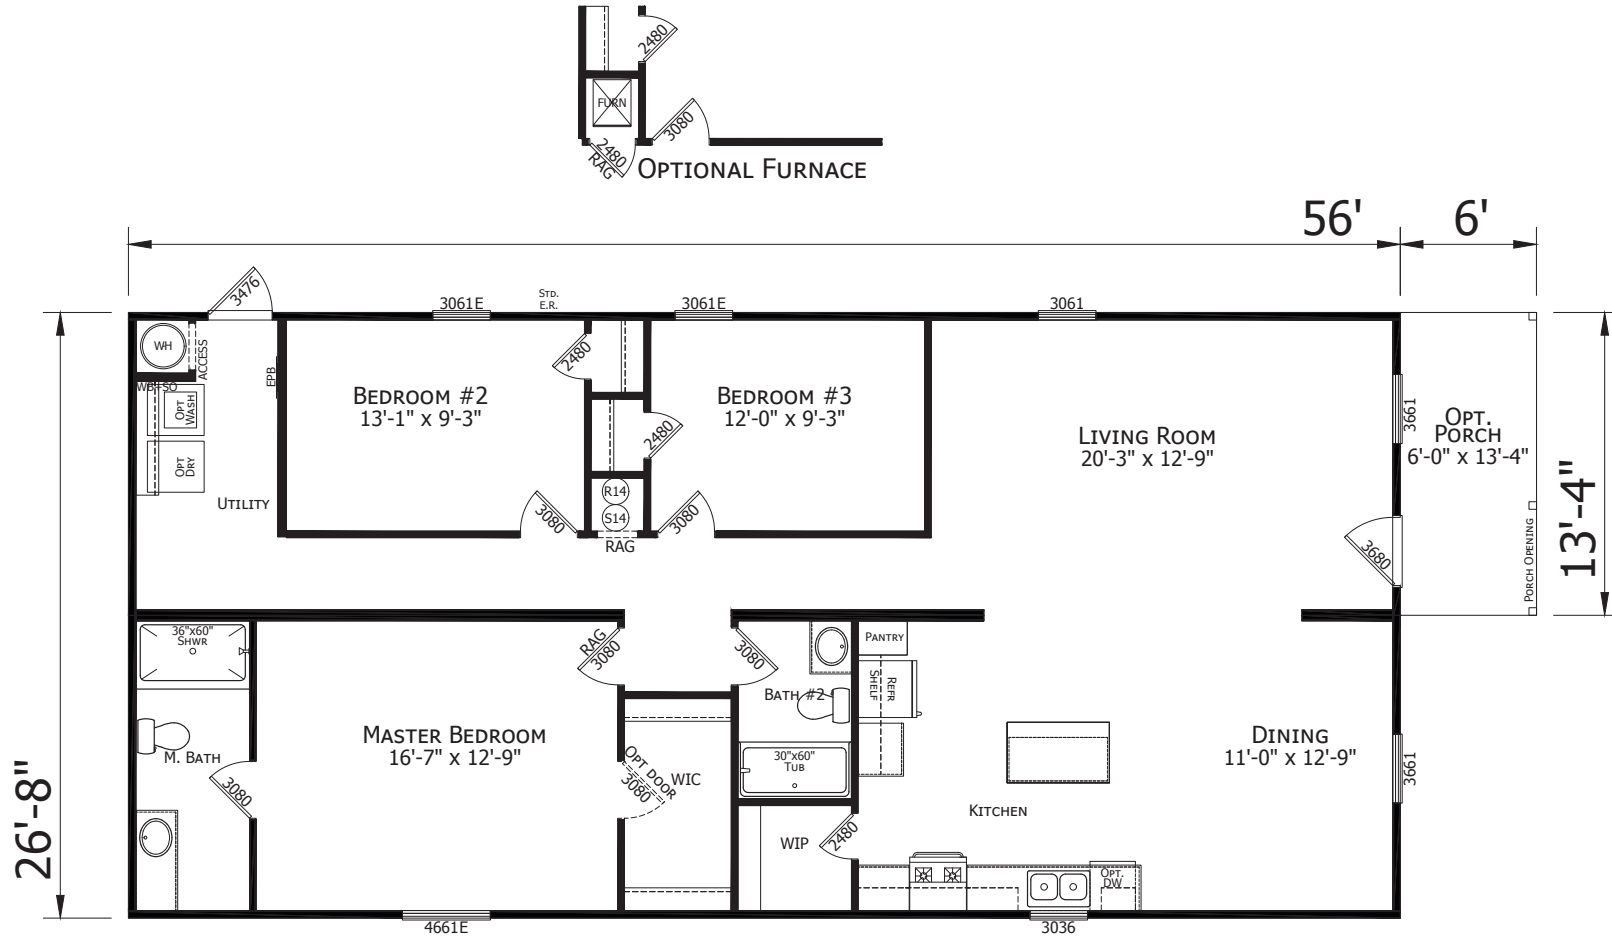 2480
FURN
3080
2480
RAG
OPTIONAL FURNACE
56'
6'
3476
3061E
STD.
E.R.
3061E
3061
WH
ACCESS
WB+SO
EPB
OPT
WASH
OPT
DRY
UTILITY
BEDROOM #2
13'-1" x 9'-3"
2480
2480
BEDROOM #3
12'-0" x 9'-3"
LIVING ROOM
20'-3" x 12'-9"
3661
OPT.
PORCH
6'-0" x 13'-4"
13'-4"
3080
R14
S14
RAG
3080
3680
PORCH OPENING
36"x60"
SHWR
RAG
3080
3080
BATH #2
PANTRY
REFR
SHELF
26'-8"
M. BATH
3080
MASTER BEDROOM
16'-7" x 12'-9"
OPT DOOR
3080
WIC
30"x60"
TUB
DINING
11'-0" x 12'-9"
3661
KITCHEN
WIP
2480
OPT.
DW
4661E
3036